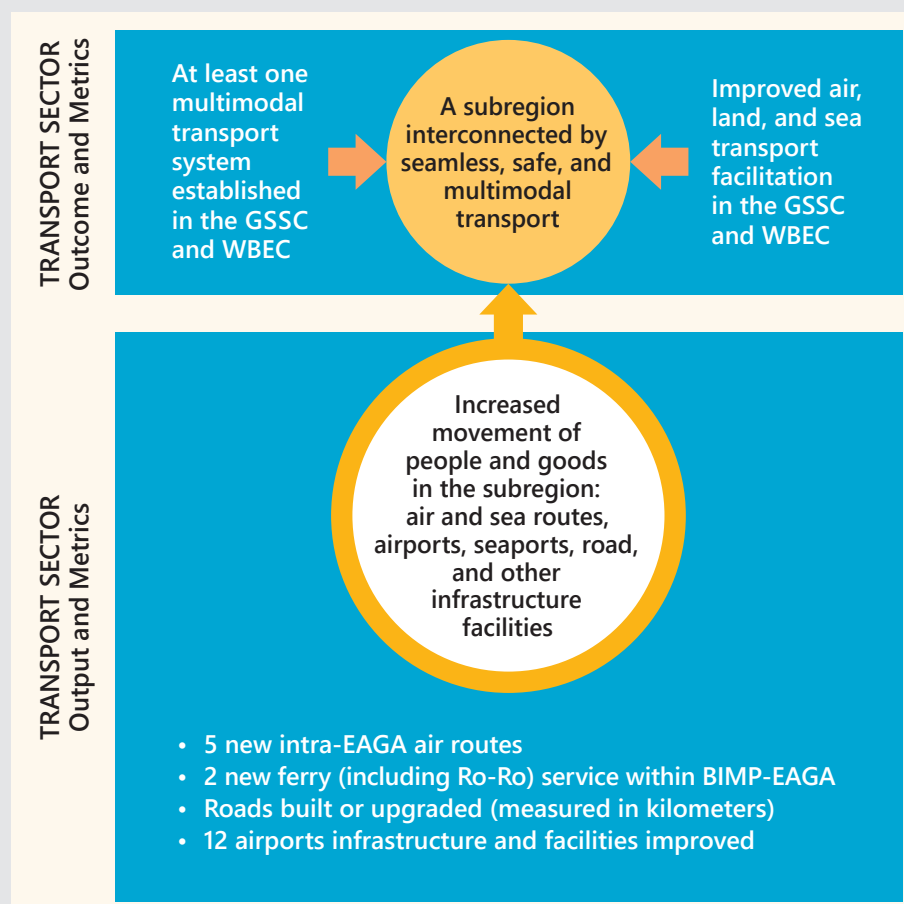 TRANSPORT SECTOR
Outcome and Metrics
At least one
multimodal
transport
system
established
in the GSSC
and WBEC
A subregion
interconnected by
seamless, safe, and
multimodal
transport
Improved air,
land, and sea
transport
facilitation
in the GSSC
and WBEC
TRANSPORT SECTOR
Output and Metrics
Increased
movement of
people and goods
in the subregion:
air and sea routes,
airports, seaports, road,
and other
infrastructure
facilities
• 5 new intra-EAGA air routes
• 2 new ferry (including Ro-Ro) service within BIMP-EAGA
• Roads built or upgraded (measured in kilometers)
• 12 airports infrastructure and facilities improved